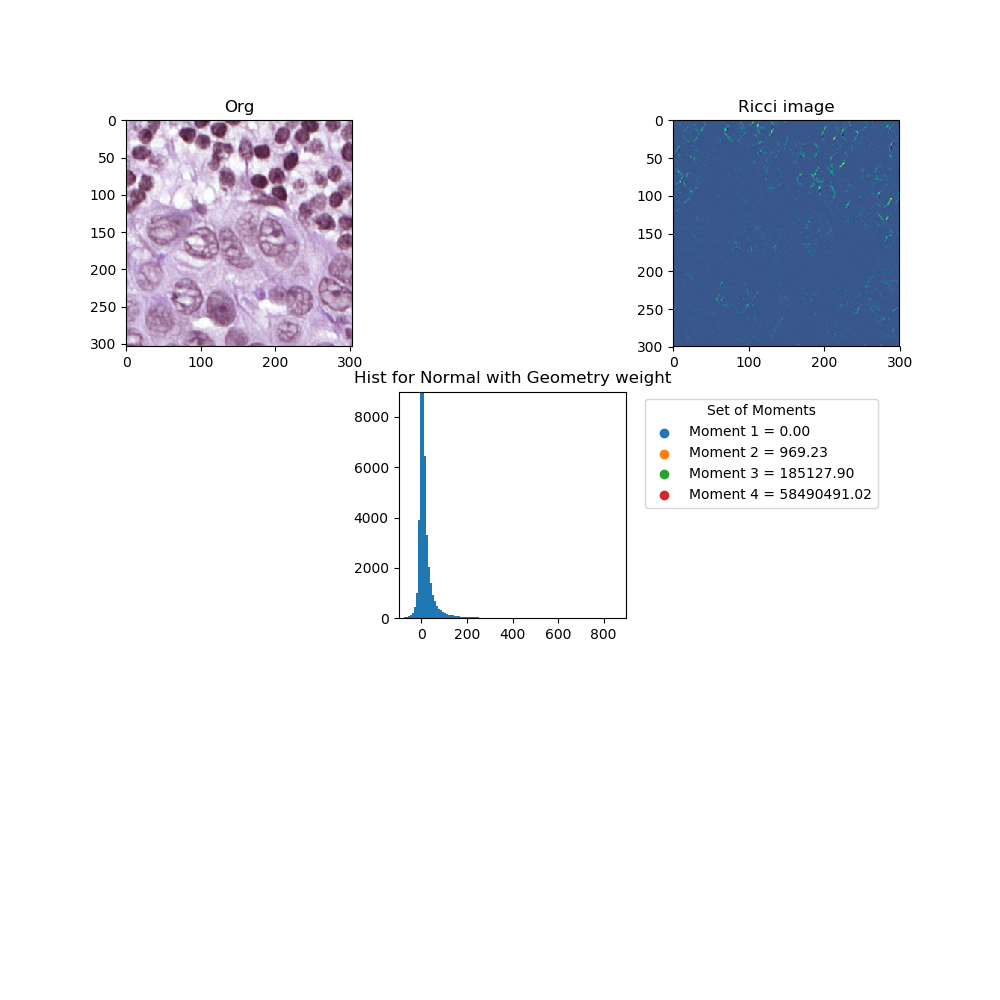 Org
0
50
100
150
200
250
300
0 100 200 300
Ricci image
0
50
100
150
200
250
300
0 100 200 300
Hist for Normal with Geometry weight
8000
6000
4000
2000
0
0 200 400 600 800
Set of Moments
Moment 1 = 0.00
Moment 2 = 969.23
Moment 3 = 185127.90
Moment 4 = 58490491.02